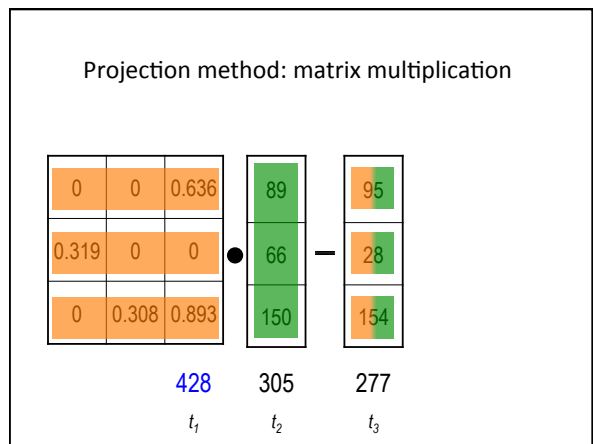 Projection method: matrix multiplication
0 0 0.636 89 95
0.319 0 0 • 66 – 28
0 0.308 0.893 150 154
428 305 277
t1 t2 t3